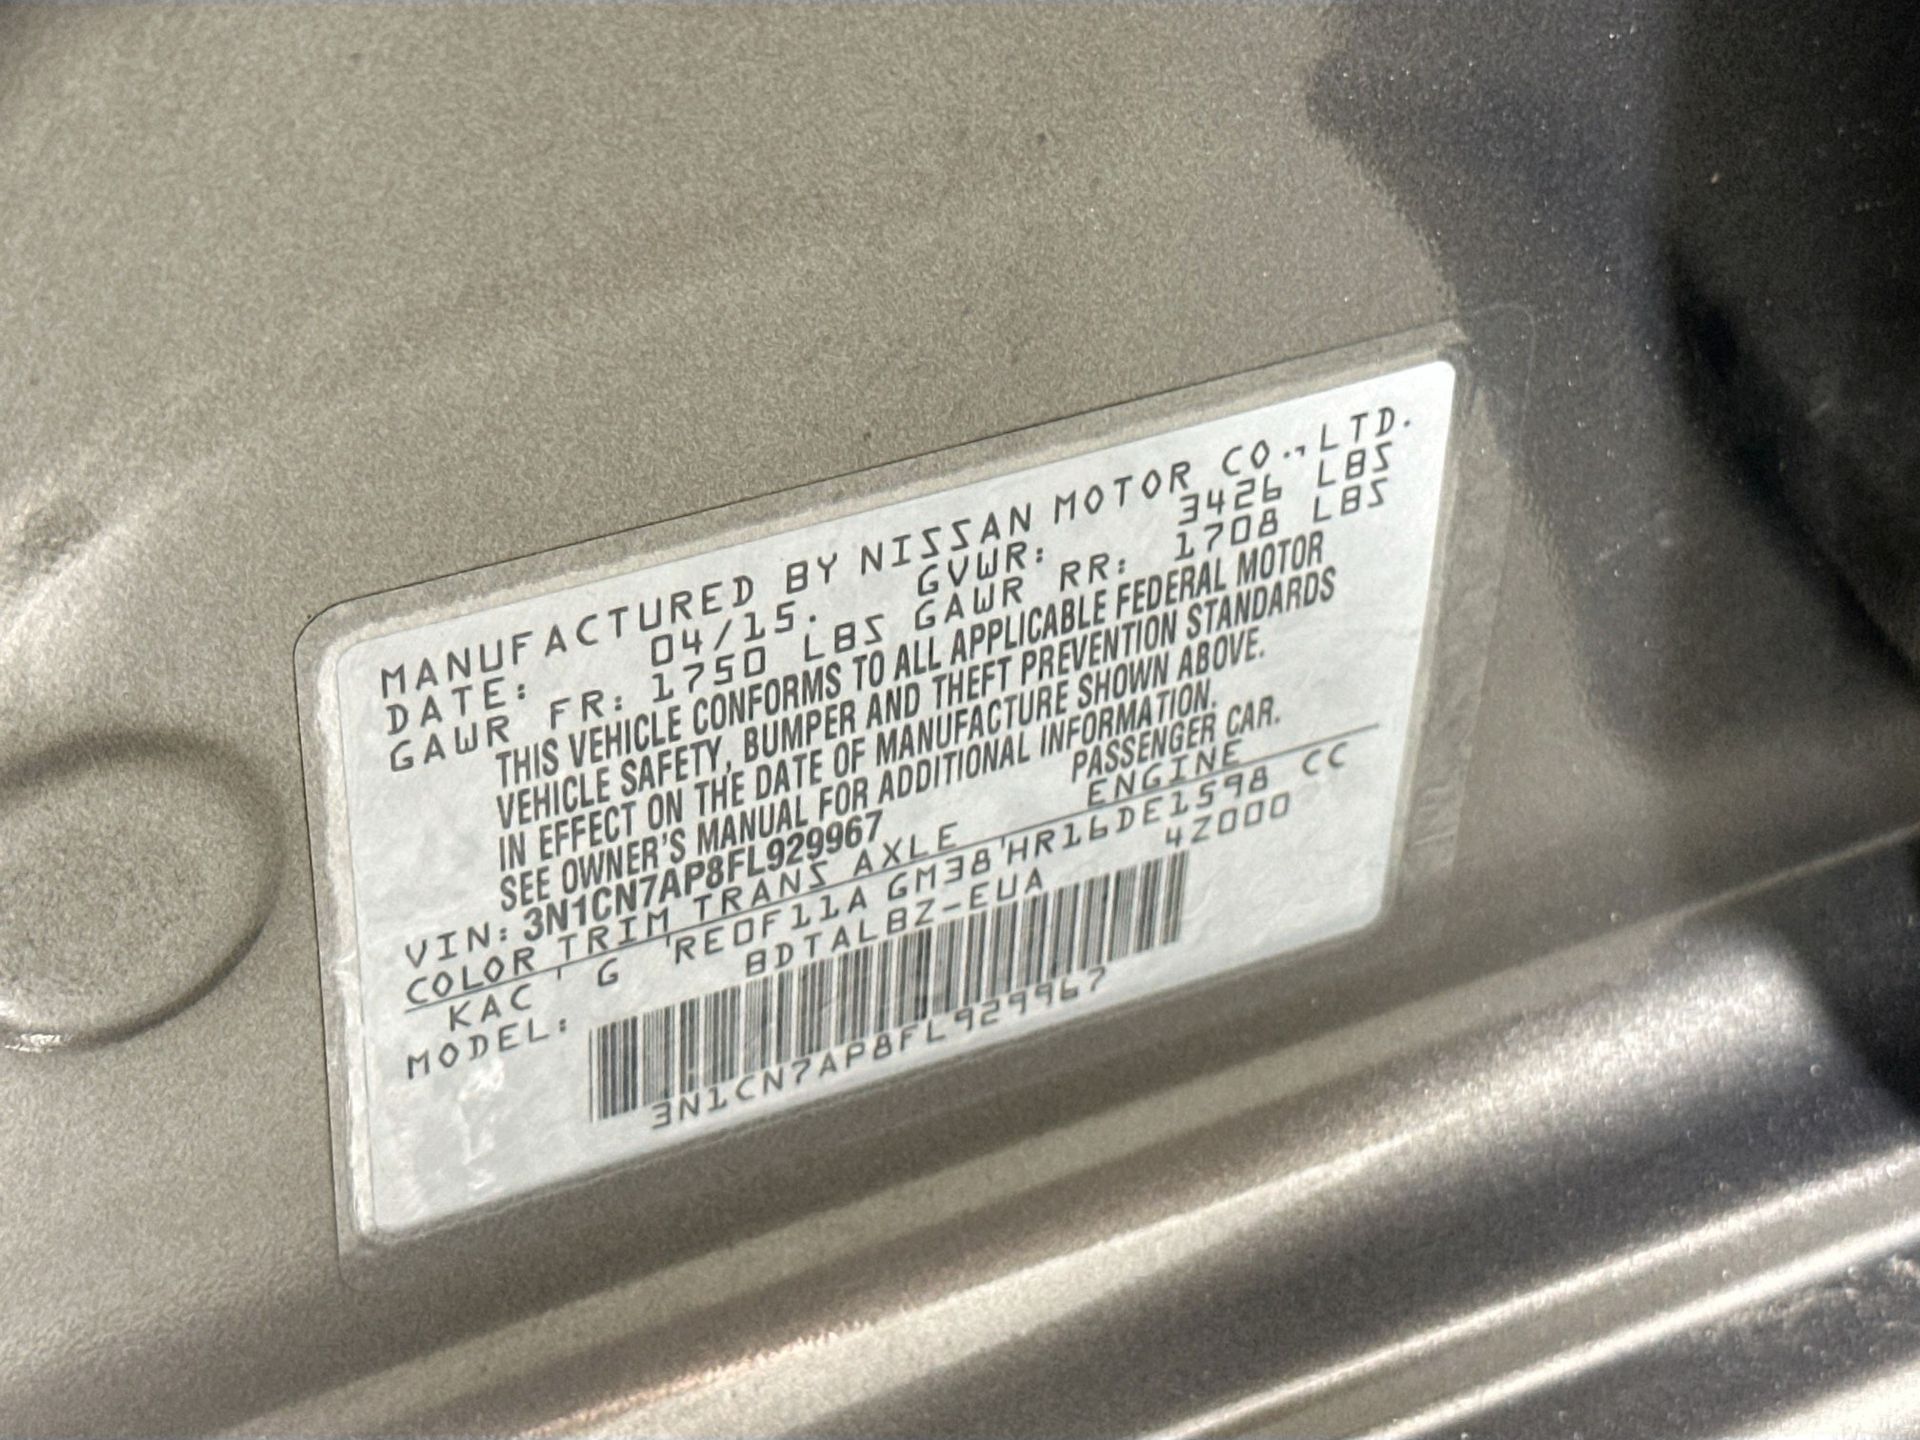 MANUFACTURED BY NISSAN MOTOR CO.,LTD.
DATE: 04/15. GVWR: 3426 LBS
GAWR FR: 1750 LBS GAWR RR: 1708 LBS
THIS VEHICLE CONFORMS TO ALL APPLICABLE FEDERAL MOTOR
VEHICLE SAFETY, BUMPER AND THEFT PREVENTION STANDARDS
IN EFFECT ON THE DATE OF MANUFACTURE SHOWN ABOVE.
SEE OWNER'S MANUAL FOR ADDITIONAL INFORMATION.
VIN: 3N1CN7AP8FL929967 PASSENGER CAR.
COLOR TRIM TRANS AXLE ENGINE
KAC ' G 'RE0F11A GM38'HR16DE1598 CC
MODEL: BDTALBZ-EUA 4Z000
3N1CN7AP8FL929967